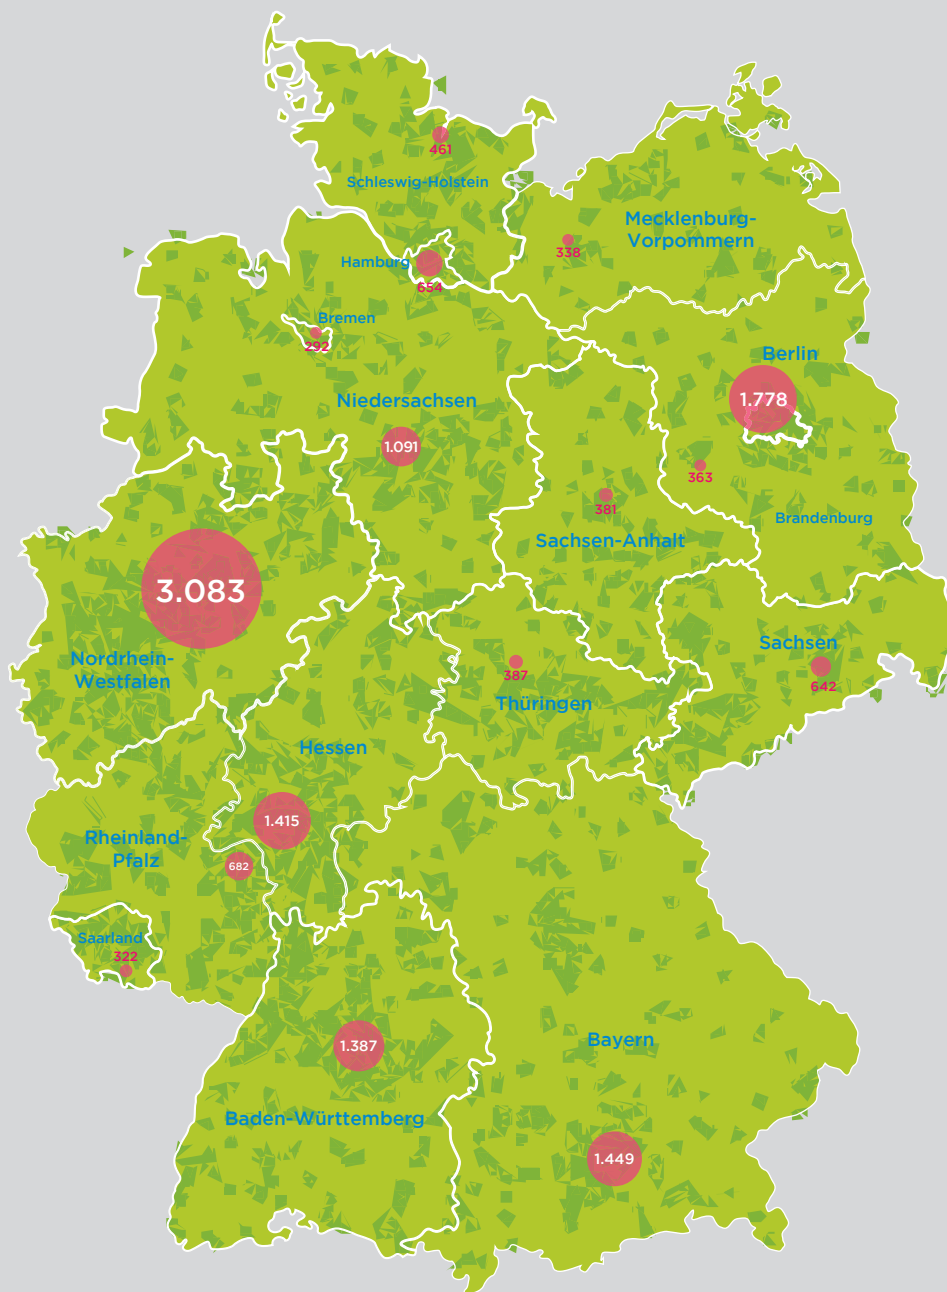 461
Schleswig-Holstein
Mecklenburg-
Vorpommern
338
Hamburg
654
Bremen
292
Berlin
1.778
Niedersachsen
1.091
363
381
Brandenburg
Sachsen-Anhalt
3.083
Nordrhein-
Westfalen
Sachsen
642
387
Thüringen
Hessen
1.415
Rheinland-
Pfalz
682
Saarland
322
1.387
Bayern
Baden-Württemberg
1.449